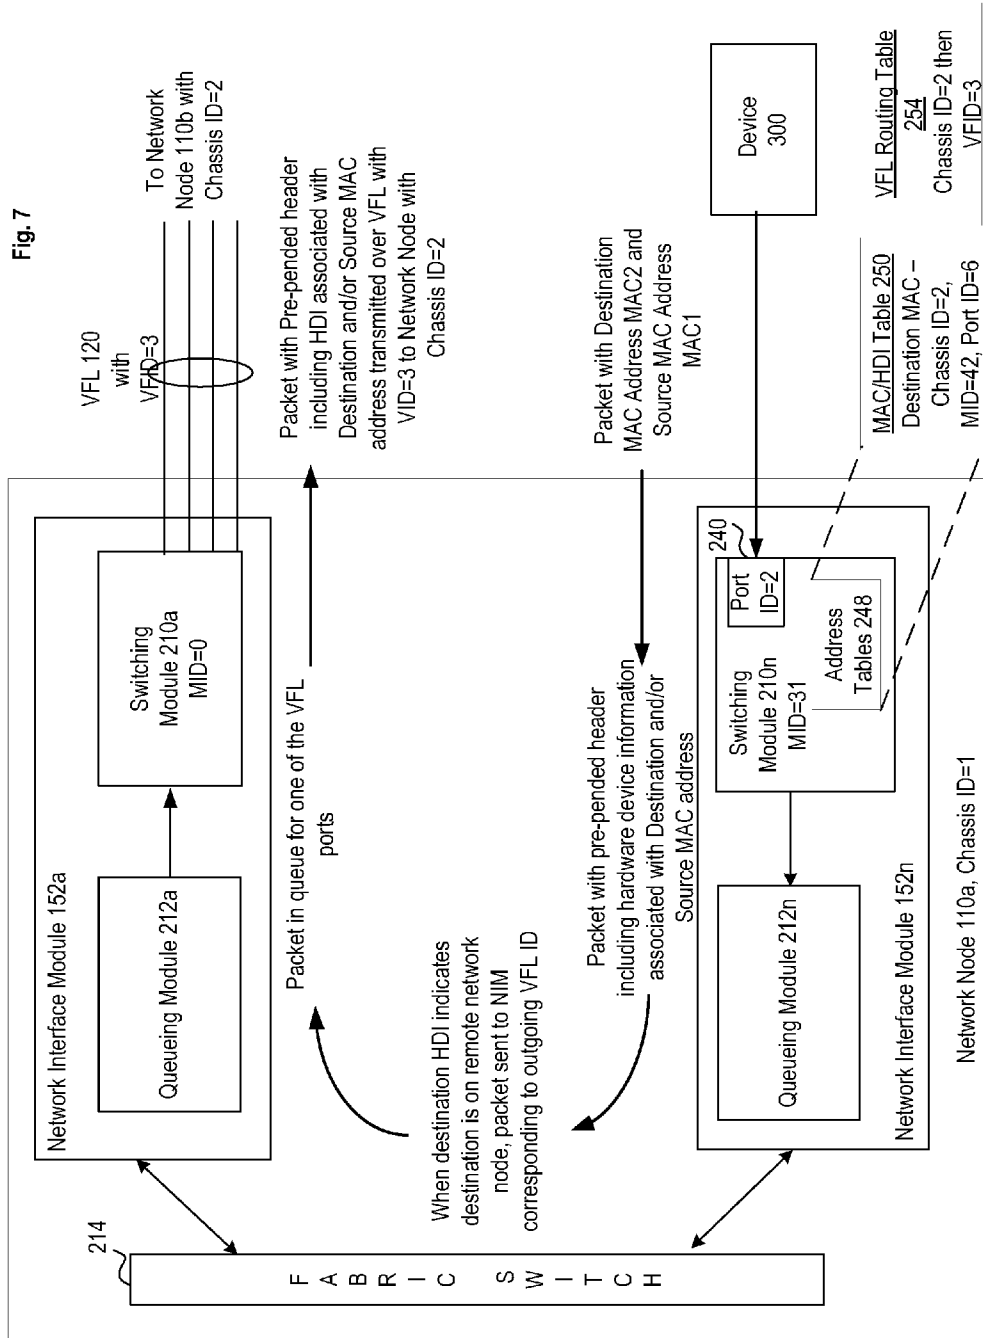 Fig. 7
VFL 120
with
VFID=3
To Network
Node 110b with
Chassis ID=2
Network Interface Module 152a
Queueing Module 212a
Switching
Module 210a
MID=0
Packet in queue for one of the VFL
ports
Packet with Pre-pended header
including HDI associated with
Destination and/or Source MAC
address transmitted over VFL with
VID=3 to Network Node with
Chassis ID=2
214
FABRIC SWITCH
When destination HDI indicates
destination is on remote network
node, packet sent to NIM
corresponding to outgoing VFL ID
Packet with pre-pended header
including hardware device information
associated with Destination and/or
Source MAC address
Packet with Destination
MAC Address MAC2 and
Source MAC Address
MAC1
Device
300
240
Port
ID=2
Switching
Module 210n
MID=31
Address
Tables 248
Queueing Module 212n
Network Interface Module 152n
Network Node 110a, Chassis ID=1
MAC/HDI Table 250
Destination MAC –
Chassis ID=2,
MID=42, Port ID=6
VFL Routing Table
254
Chassis ID=2 then
VFID=3